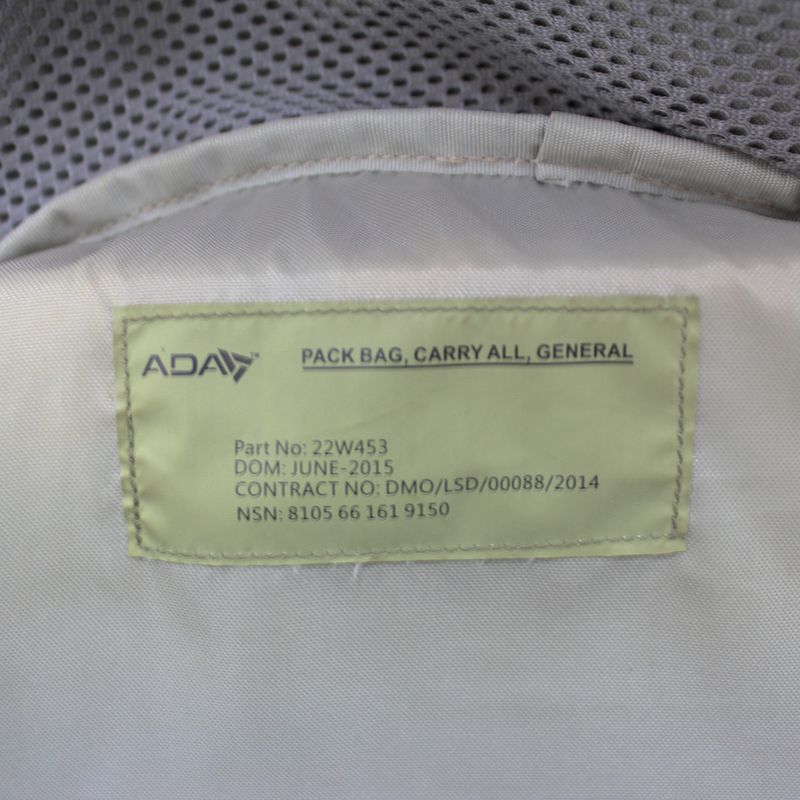 ADA™
PACK BAG, CARRY ALL, GENERAL
Part No: 22W453
DOM: JUNE-2015
CONTRACT NO: DMO/LSD/00088/2014
NSN: 8105 66 161 9150